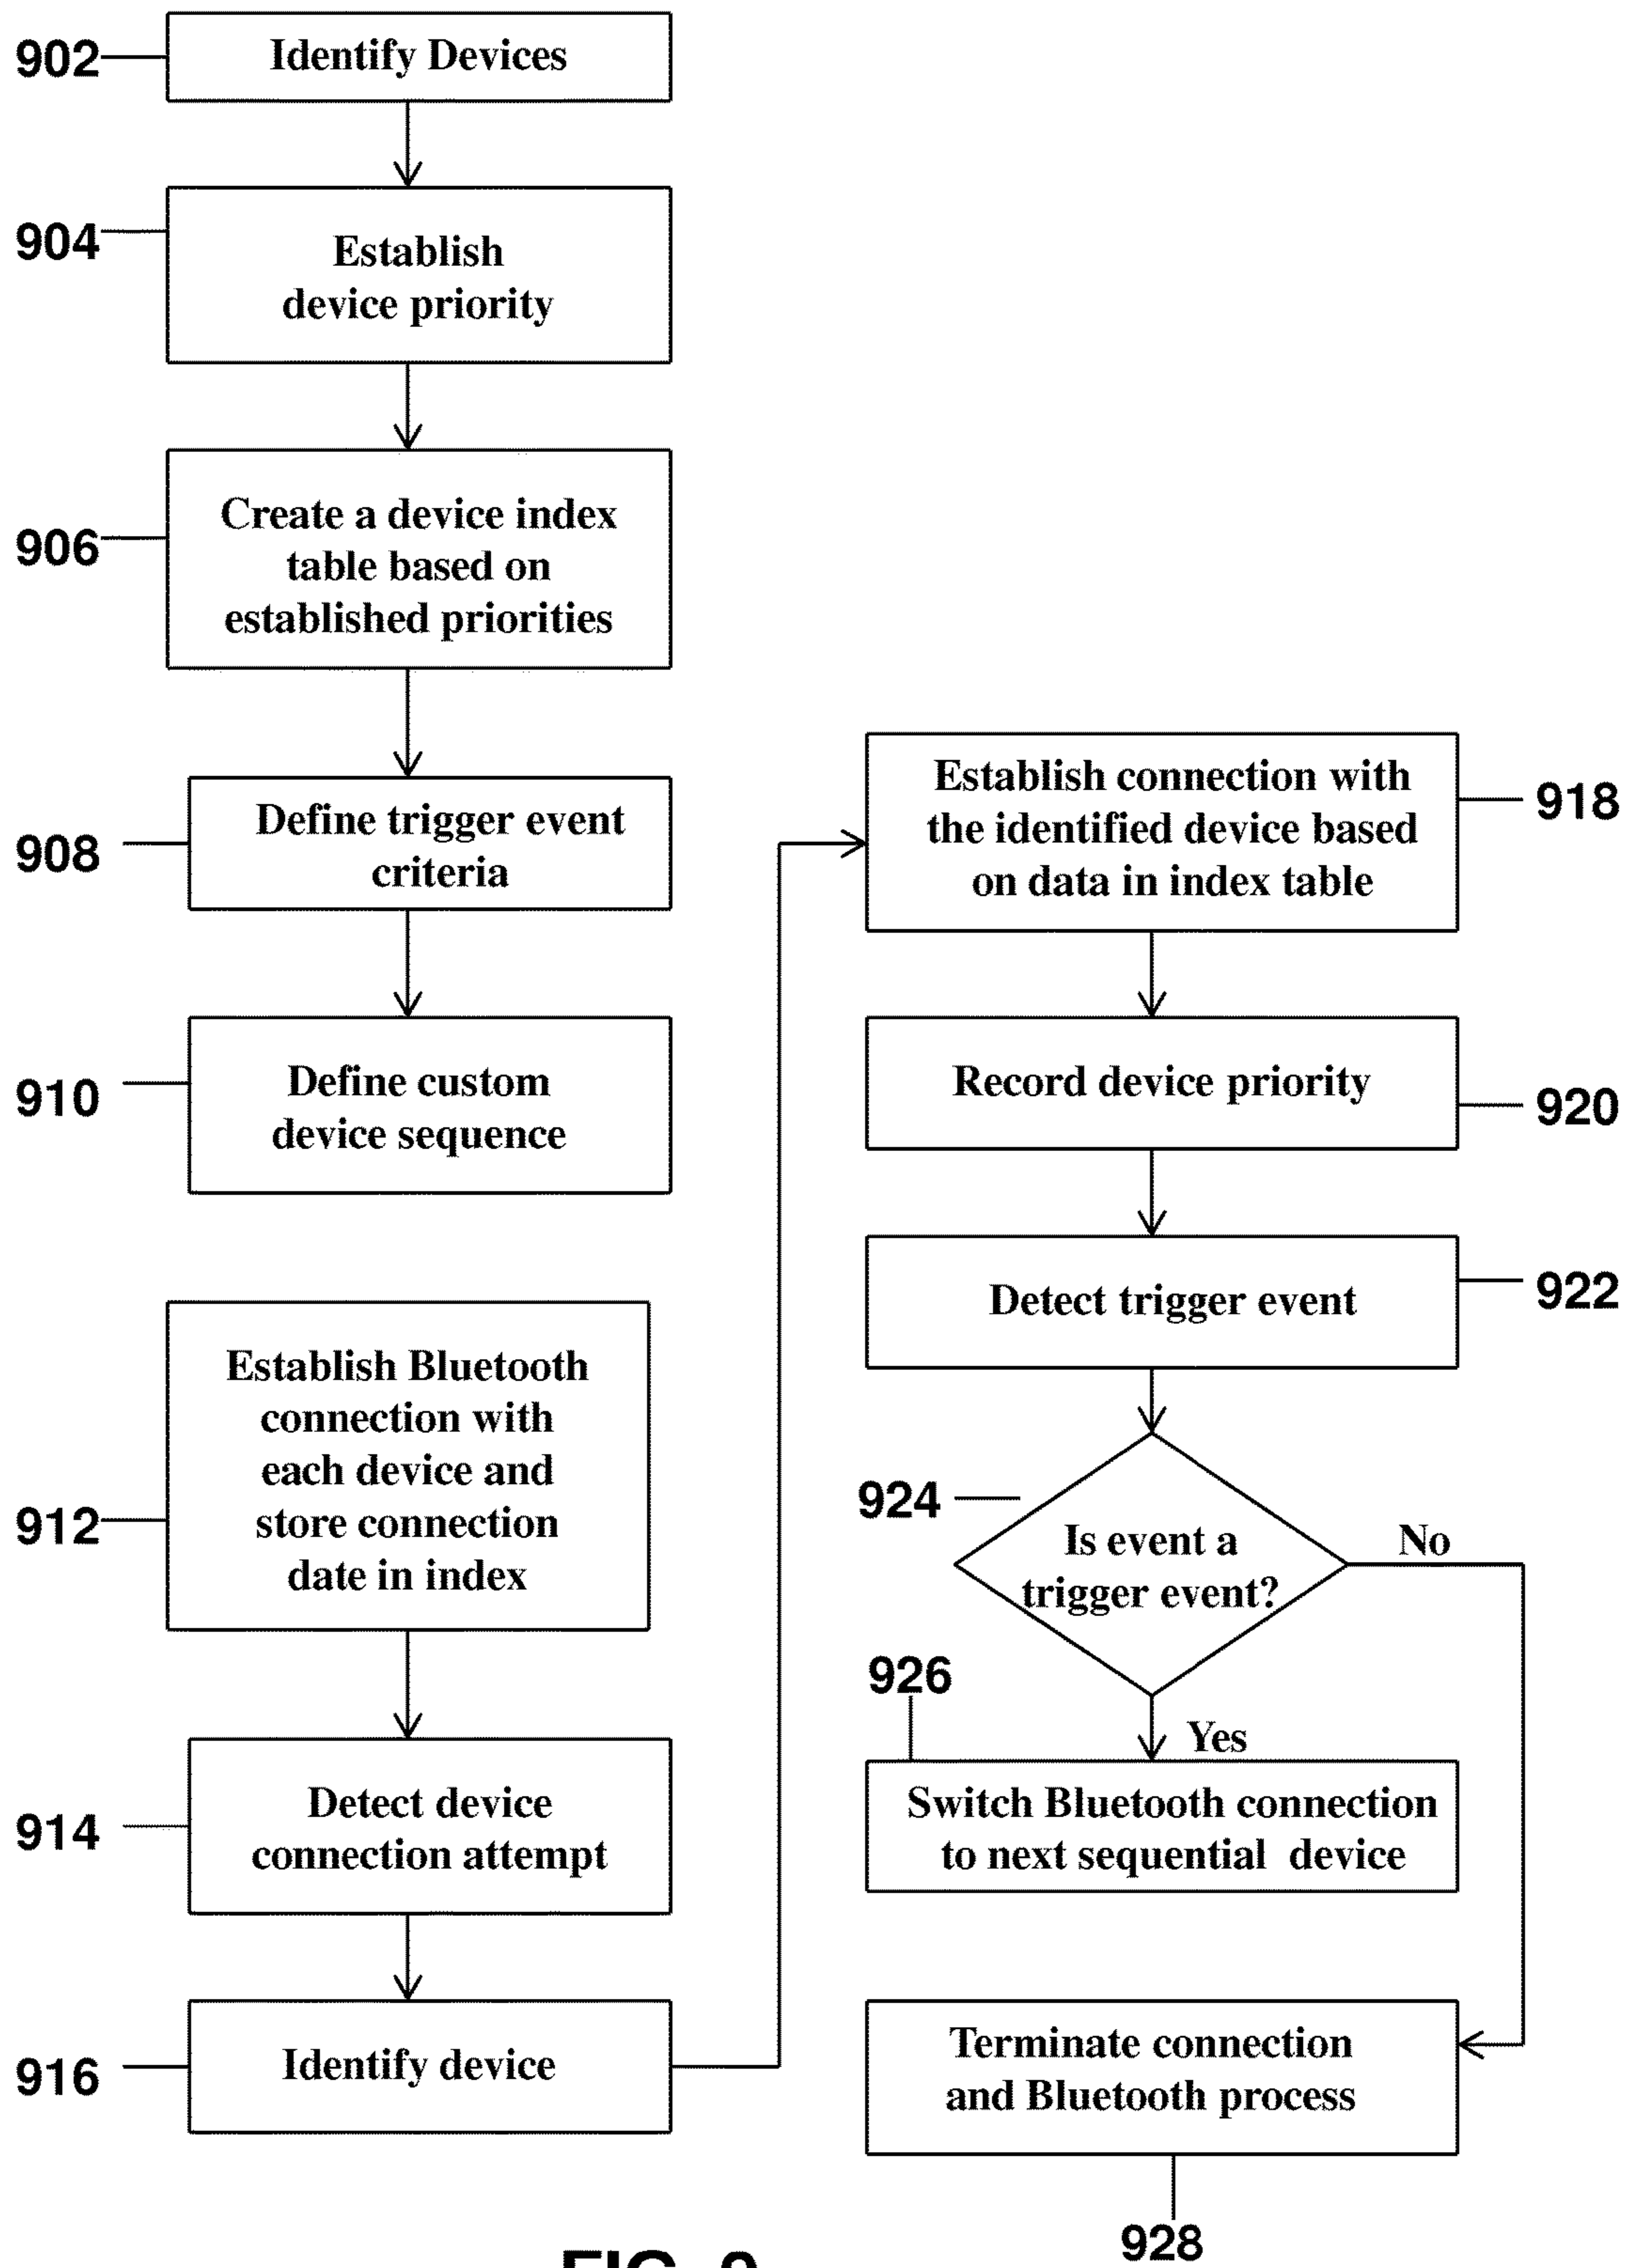 902
Identify Devices
904
Establish
device priority
906
Create a device index
table based on
established priorities
908
Define trigger event
criteria
910
Define custom
device sequence
912
Establish Bluetooth
connection with
each device and
store connection
date in index
914
Detect device
connection attempt
916
Identify device
Establish connection with
the identified device based
on data in index table
918
Record device priority
920
Detect trigger event
922
924
Is event a
trigger event?
No
926
Yes
Switch Bluetooth connection
to next sequential device
Terminate connection
and Bluetooth process
928
FIG.